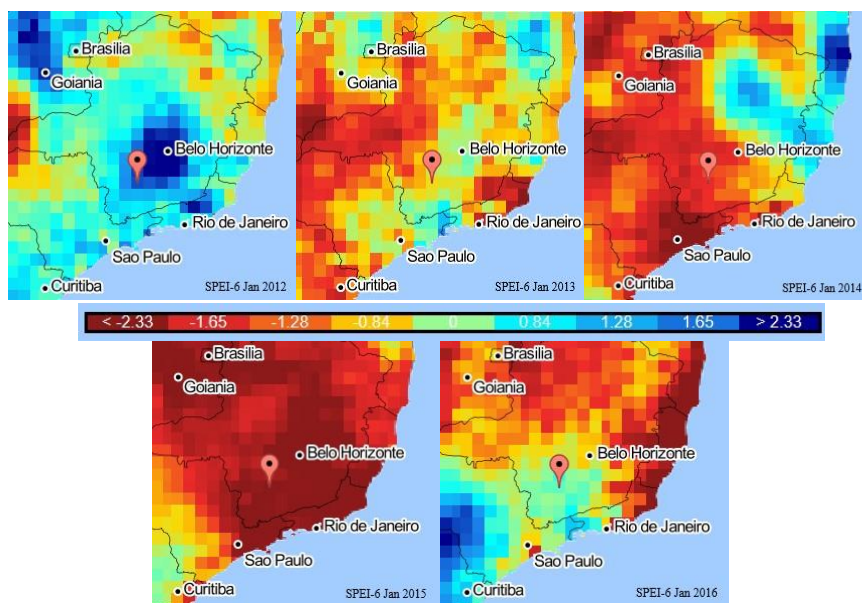 Brasilia
Goiania
Belo Horizonte
Rio de Janeiro
Sao Paulo
Curitiba
SPEI-6 Jan 2012
Brasilia
Goiania
Belo Horizonte
Rio de Janeiro
Sao Paulo
Curitiba
SPEI-6 Jan 2013
Brasilia
Goiania
Belo Horizonte
Rio de Janeiro
Sao Paulo
Curitiba
SPEI-6 Jan 2014
< -2.33 -1.65 -1.28 -0.84 0 0.84 1.28 1.65 > 2.33
Brasilia
Goiania
Belo Horizonte
Rio de Janeiro
Sao Paulo
Curitiba
SPEI-6 Jan 2015
Brasilia
Goiania
Belo Horizonte
Rio de Janeiro
Sao Paulo
Curitiba
SPEI-6 Jan 2016